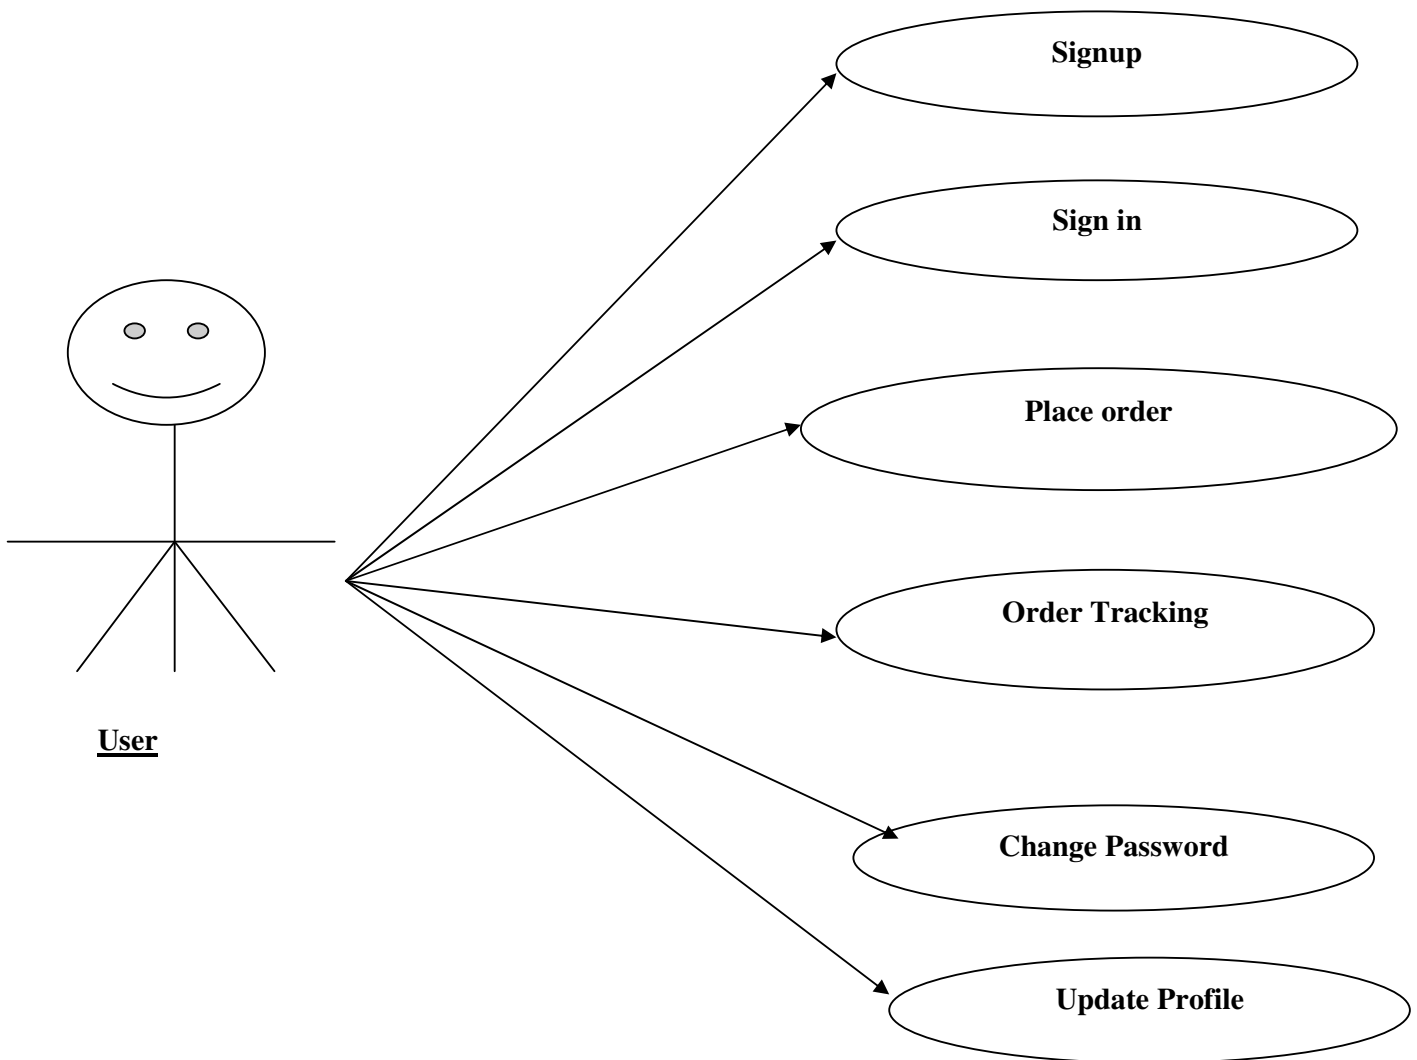 Signup
Sign in
Place order
Order Tracking
User
Change Password
Update Profile